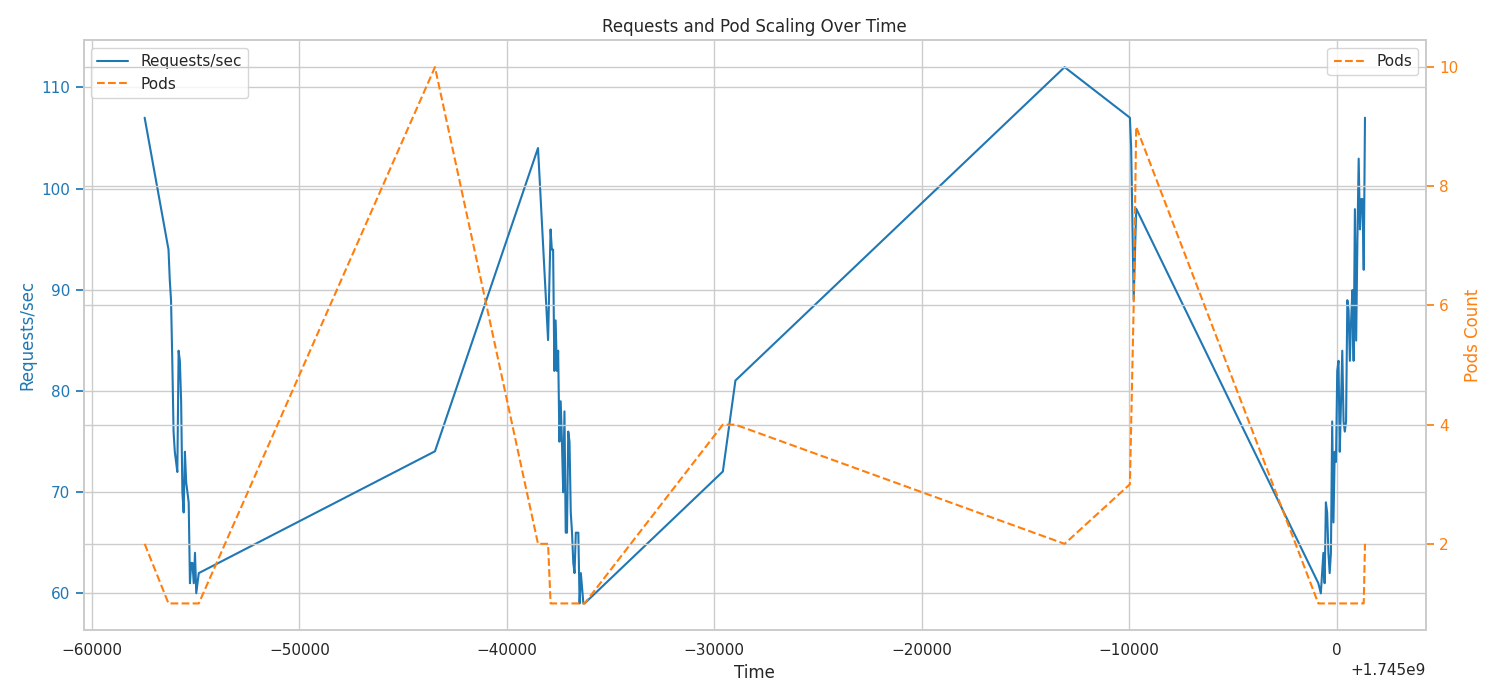 Requests and Pod Scaling Over Time
Requests/sec
Pods
Pods
110
100
90
80
70
60
Requests/sec
10
8
6
4
2
Pods Count
−60000 −50000 −40000 −30000 −20000 −10000 0
+1.745e9
Time